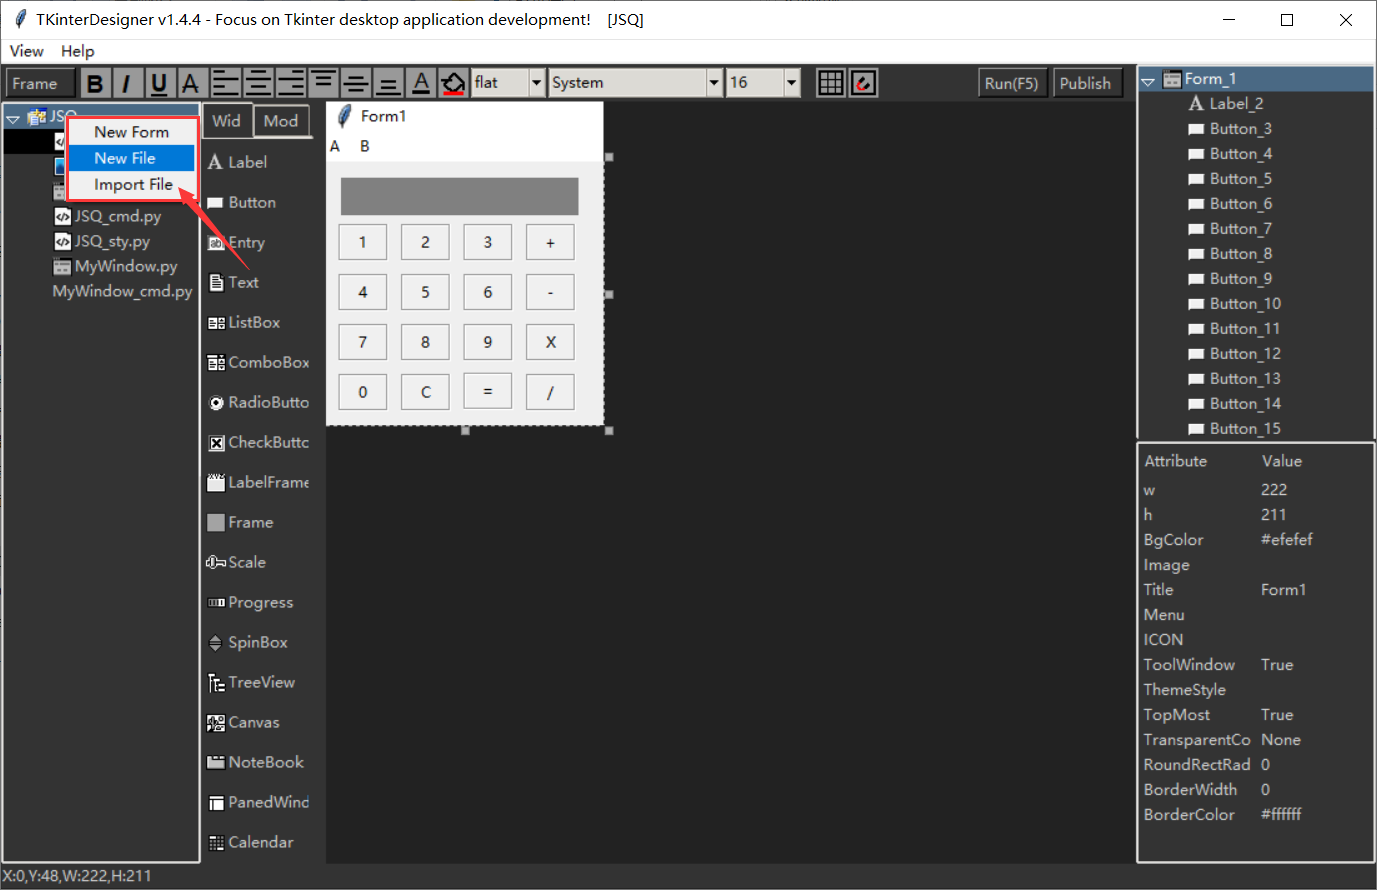 TKinterDesigner v1.4.4 - Focus on Tkinter desktop application development! [JSQ]
View Help
Frame B I U A A flat System 16 Run(F5) Publish
JSQ
New Form
New File
Import File
JSQ_cmd.py
JSQ_sty.py
MyWindow.py
MyWindow_cmd.py
Wid Mod
Label
Button
Entry
Text
ListBox
ComboBox
RadioButto
CheckButtc
LabelFrame
Frame
Scale
Progress
SpinBox
TreeView
Canvas
NoteBook
PanedWind
Calendar
Form1
A B
1 2 3 +
4 5 6 -
7 8 9 X
0 C = /
Form_1
Label_2
Button_3
Button_4
Button_5
Button_6
Button_7
Button_8
Button_9
Button_10
Button_11
Button_12
Button_13
Button_14
Button_15
Attribute Value
w 222
h 211
BgColor #efefef
Image
Title Form1
Menu
ICON
ToolWindow True
ThemeStyle
TopMost True
TransparentCo None
RoundRectRad 0
BorderWidth 0
BorderColor #ffffff
X:0,Y:48,W:222,H:211